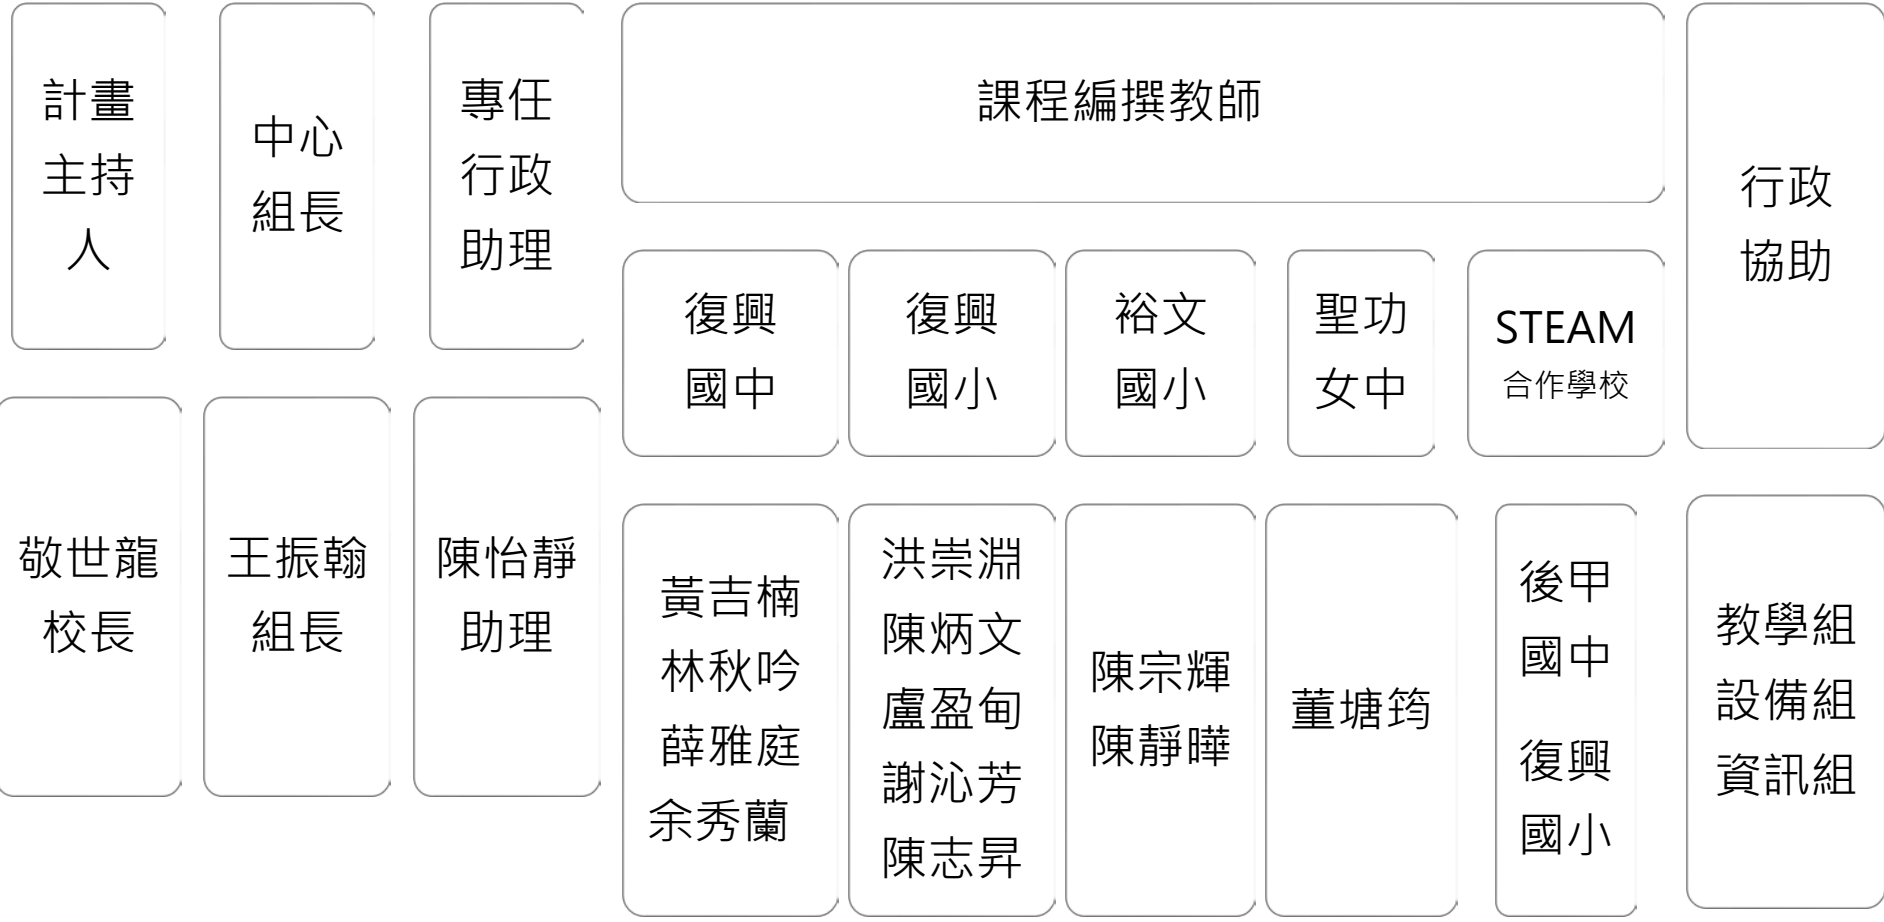 計畫
主持
人
中心
組長
專任
行政
助理
課程編撰教師
行政
協助
復興
國中
復興
國小
裕文
國小
聖功
女中
STEAM
合作學校
敬世龍
校長
王振翰
組長
陳怡靜
助理
黃吉楠
林秋吟
薛雅庭
余秀蘭
洪崇淵
陳炳文
盧盈甸
謝沁芳
陳志昇
陳宗輝
陳靜曄
董塘筠
後甲
國中
復興
國小
教學組
設備組
資訊組